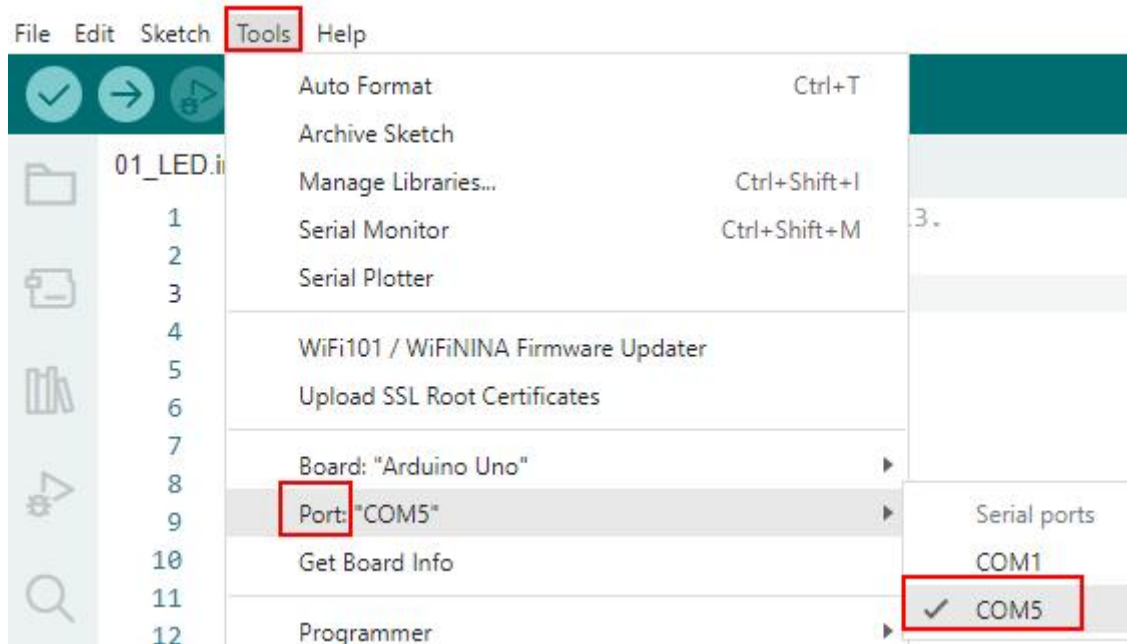 File Edit Sketch Tools Help
Auto Format Ctrl+T
Archive Sketch
01_LED.i
Manage Libraries... Ctrl+Shift+I
1
Serial Monitor Ctrl+Shift+M
3.
2
Serial Plotter
3
4
WiFi101 / WiFiNINA Firmware Updater
5
Upload SSL Root Certificates
6
7
Board: "Arduino Uno"
8
Port: "COM5"
Serial ports
9
10
Get Board Info
COM1
11
COM5
12
Programmer